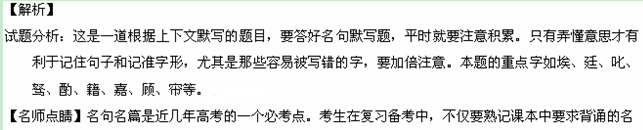 【解析】
试题分析：这是一道根据上下文默写的题目，要答好名句默写题，平时就要注意积累。只有弄懂意思才有
利于记住句子和记准字形，尤其是那些容易被写错的字，要加倍注意。本题的重点字如埃、廷、叱、
驽、酌、籍、嘉、顾、帘等。
【名师点睛】名句名篇是近几年高考的一个必考点。考生在复习备考中，不仅要熟记课本中要求背诵的名